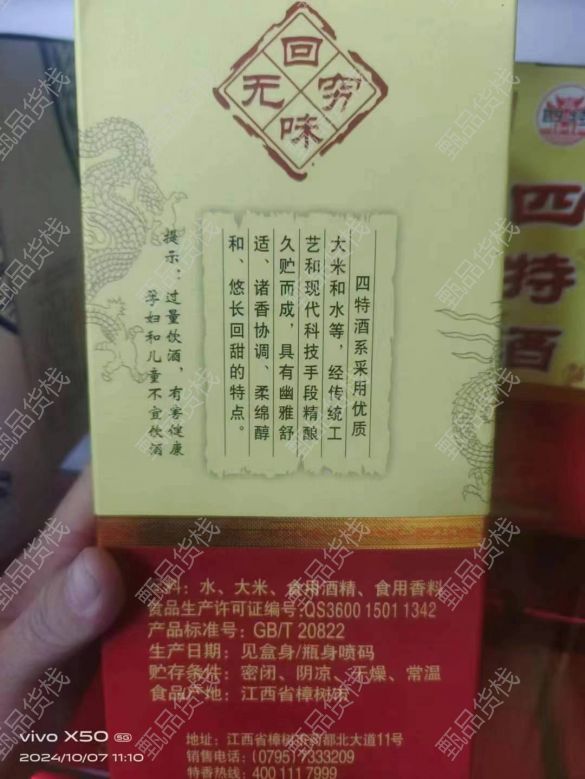 回味无穷
四特酒
四特酒系采用优质
大米和水等，经传统工
艺和现代科技手段精酿
久贮而成，具有幽雅舒
适、诸香协调、柔绵醇
和、悠长回甜的特点。
提示：过量饮酒，有害健康
孕妇和儿童不宜饮酒
料：水、大米、食用酒精、食用香料
食品生产许可证编号:QS3600 1501 1342
产品标准号：GB/T 20822
生产日期：见盒身/瓶身喷码
贮存条件：密闭、阴凉、干燥、常温
食品产地：江西省樟树市
地址：江西省樟树市药都北大道11号
销售电话：(0795)7333209
特香热线：400 111 7999
vivo X50 5G
2024/10/07 11:10
甄品货栈